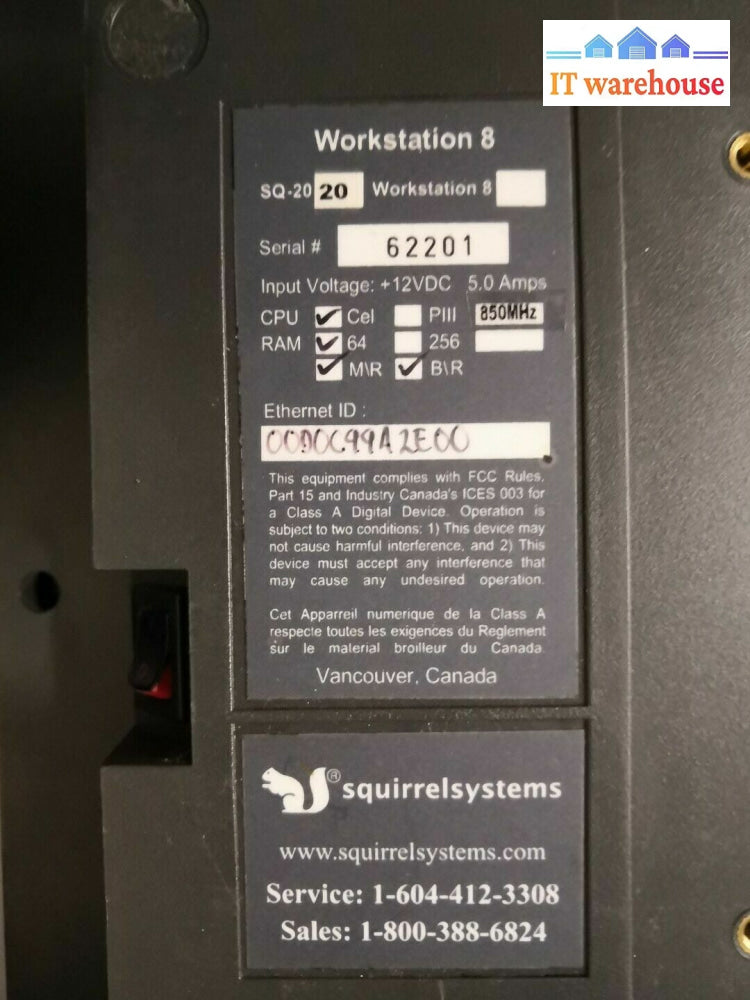 IT warehouse
Workstation 8
SQ-20 20 Workstation 8
Serial # 62201
Input Voltage: +12VDC 5.0 Amps
CPU ✓ Cel PIII 850MHz
RAM ✓ 64 256
✓ M\R ✓ B\R
Ethernet ID :
00D0C99A2E00
This equipment complies with FCC Rules,
Part 15 and Industry Canada's ICES 003 for
a Class A Digital Device. Operation is
subject to two conditions: 1) This device may
not cause harmful interference, and 2) This
device must accept any interference that
may cause any undesired operation.
Cet Apparreil numerique de la Class A
respecte toutes les exigences du Reglement
sur le material broilleur du Canada.
Vancouver, Canada
® squirrelsystems
www.squirrelsystems.com
Service: 1-604-412-3308
Sales: 1-800-388-6824